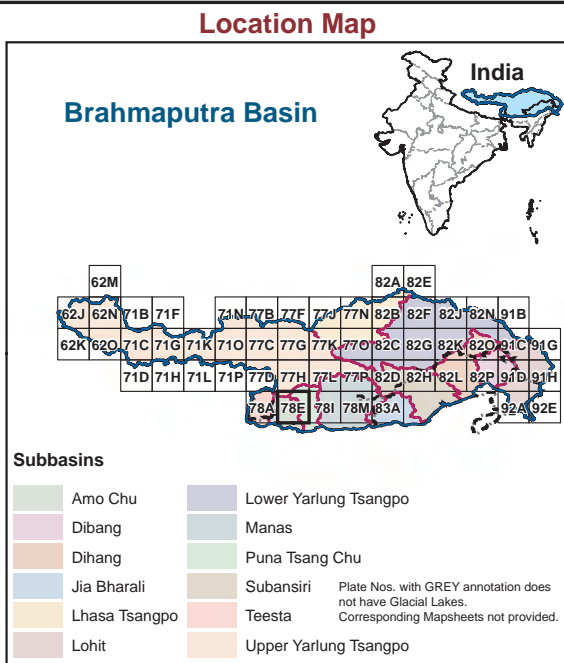 Location Map
India
Brahmaputra Basin
62M 82A 82E
62J 62N 71B 71F 71N 77B 77F 77J 77N 82B 82F 82J 82N 91B
62K 62O 71C 71G 71K 71O 77C 77G 77K 77O 82C 82G 82K 82O 91C 91G
71D 71H 71L 71P 77D 77H 77L 77P 82D 82H 82L 82P 91D 91H
78A 78E 78I 78M 83A 92A 92E
Subbasins
Amo Chu Lower Yarlung Tsangpo
Dibang Manas
Dihang Puna Tsang Chu
Jia Bharali Subansiri
Lhasa Tsangpo Teesta
Lohit Upper Yarlung Tsangpo
Plate Nos. with GREY annotation does
not have Glacial Lakes.
Corresponding Mapsheets not provided.